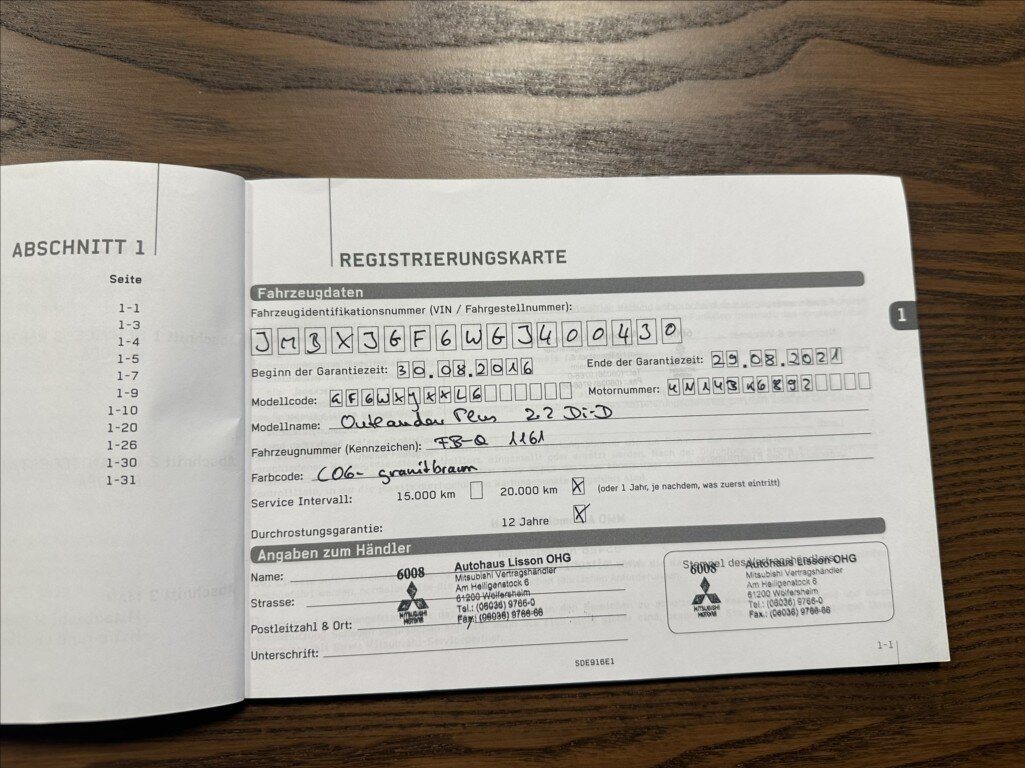 ABSCHNITT 1
Seite
1-1
1-3
1-4
1-5
1-7
1-9
1-10
1-20
1-26
1-30
1-31
REGISTRIERUNGSKARTE
Fahrzeugdaten
1
Fahrzeugidentifikationsnummer (VIN / Fahrgestellnummer):
JMBXJGF6WGJ400430
Beginn der Garantiezeit: 30.08.2016 Ende der Garantiezeit: 29.08.2021
Modellcode: GF6WXJXXL6 Motornummer: 4N14BK6892
Modellname: Outlander Plus 2.2 Di-D
Fahrzeugnummer (Kennzeichen): FB-Q 1161
Farbcode: C06- granitbraun
Service Intervall: 15.000 km 20.000 km X (oder 1 Jahr, je nachdem, was zuerst eintritt)
Durchrostungsgarantie: 12 Jahre X
Angaben zum Händler
Name:
Strasse:
Postleitzahl & Ort:
Unterschrift:
6008
MITSUBISHI
MOTORS
Autohaus Lisson OHG
Mitsubishi Vertragshändler
Am Heiligenstock 6
61200 Wölfersheim
Tel.: (06036) 9766-0
Fax: (06036) 9766-66
Stempel des Vertragshändlers
6008
MITSUBISHI
MOTORS
Autohaus Lisson OHG
Mitsubishi Vertragshändler
Am Heiligenstock 6
61200 Wölfersheim
Tel.: (06036) 9766-0
Fax.: (06036) 9766-66
SDE916E1
1-1